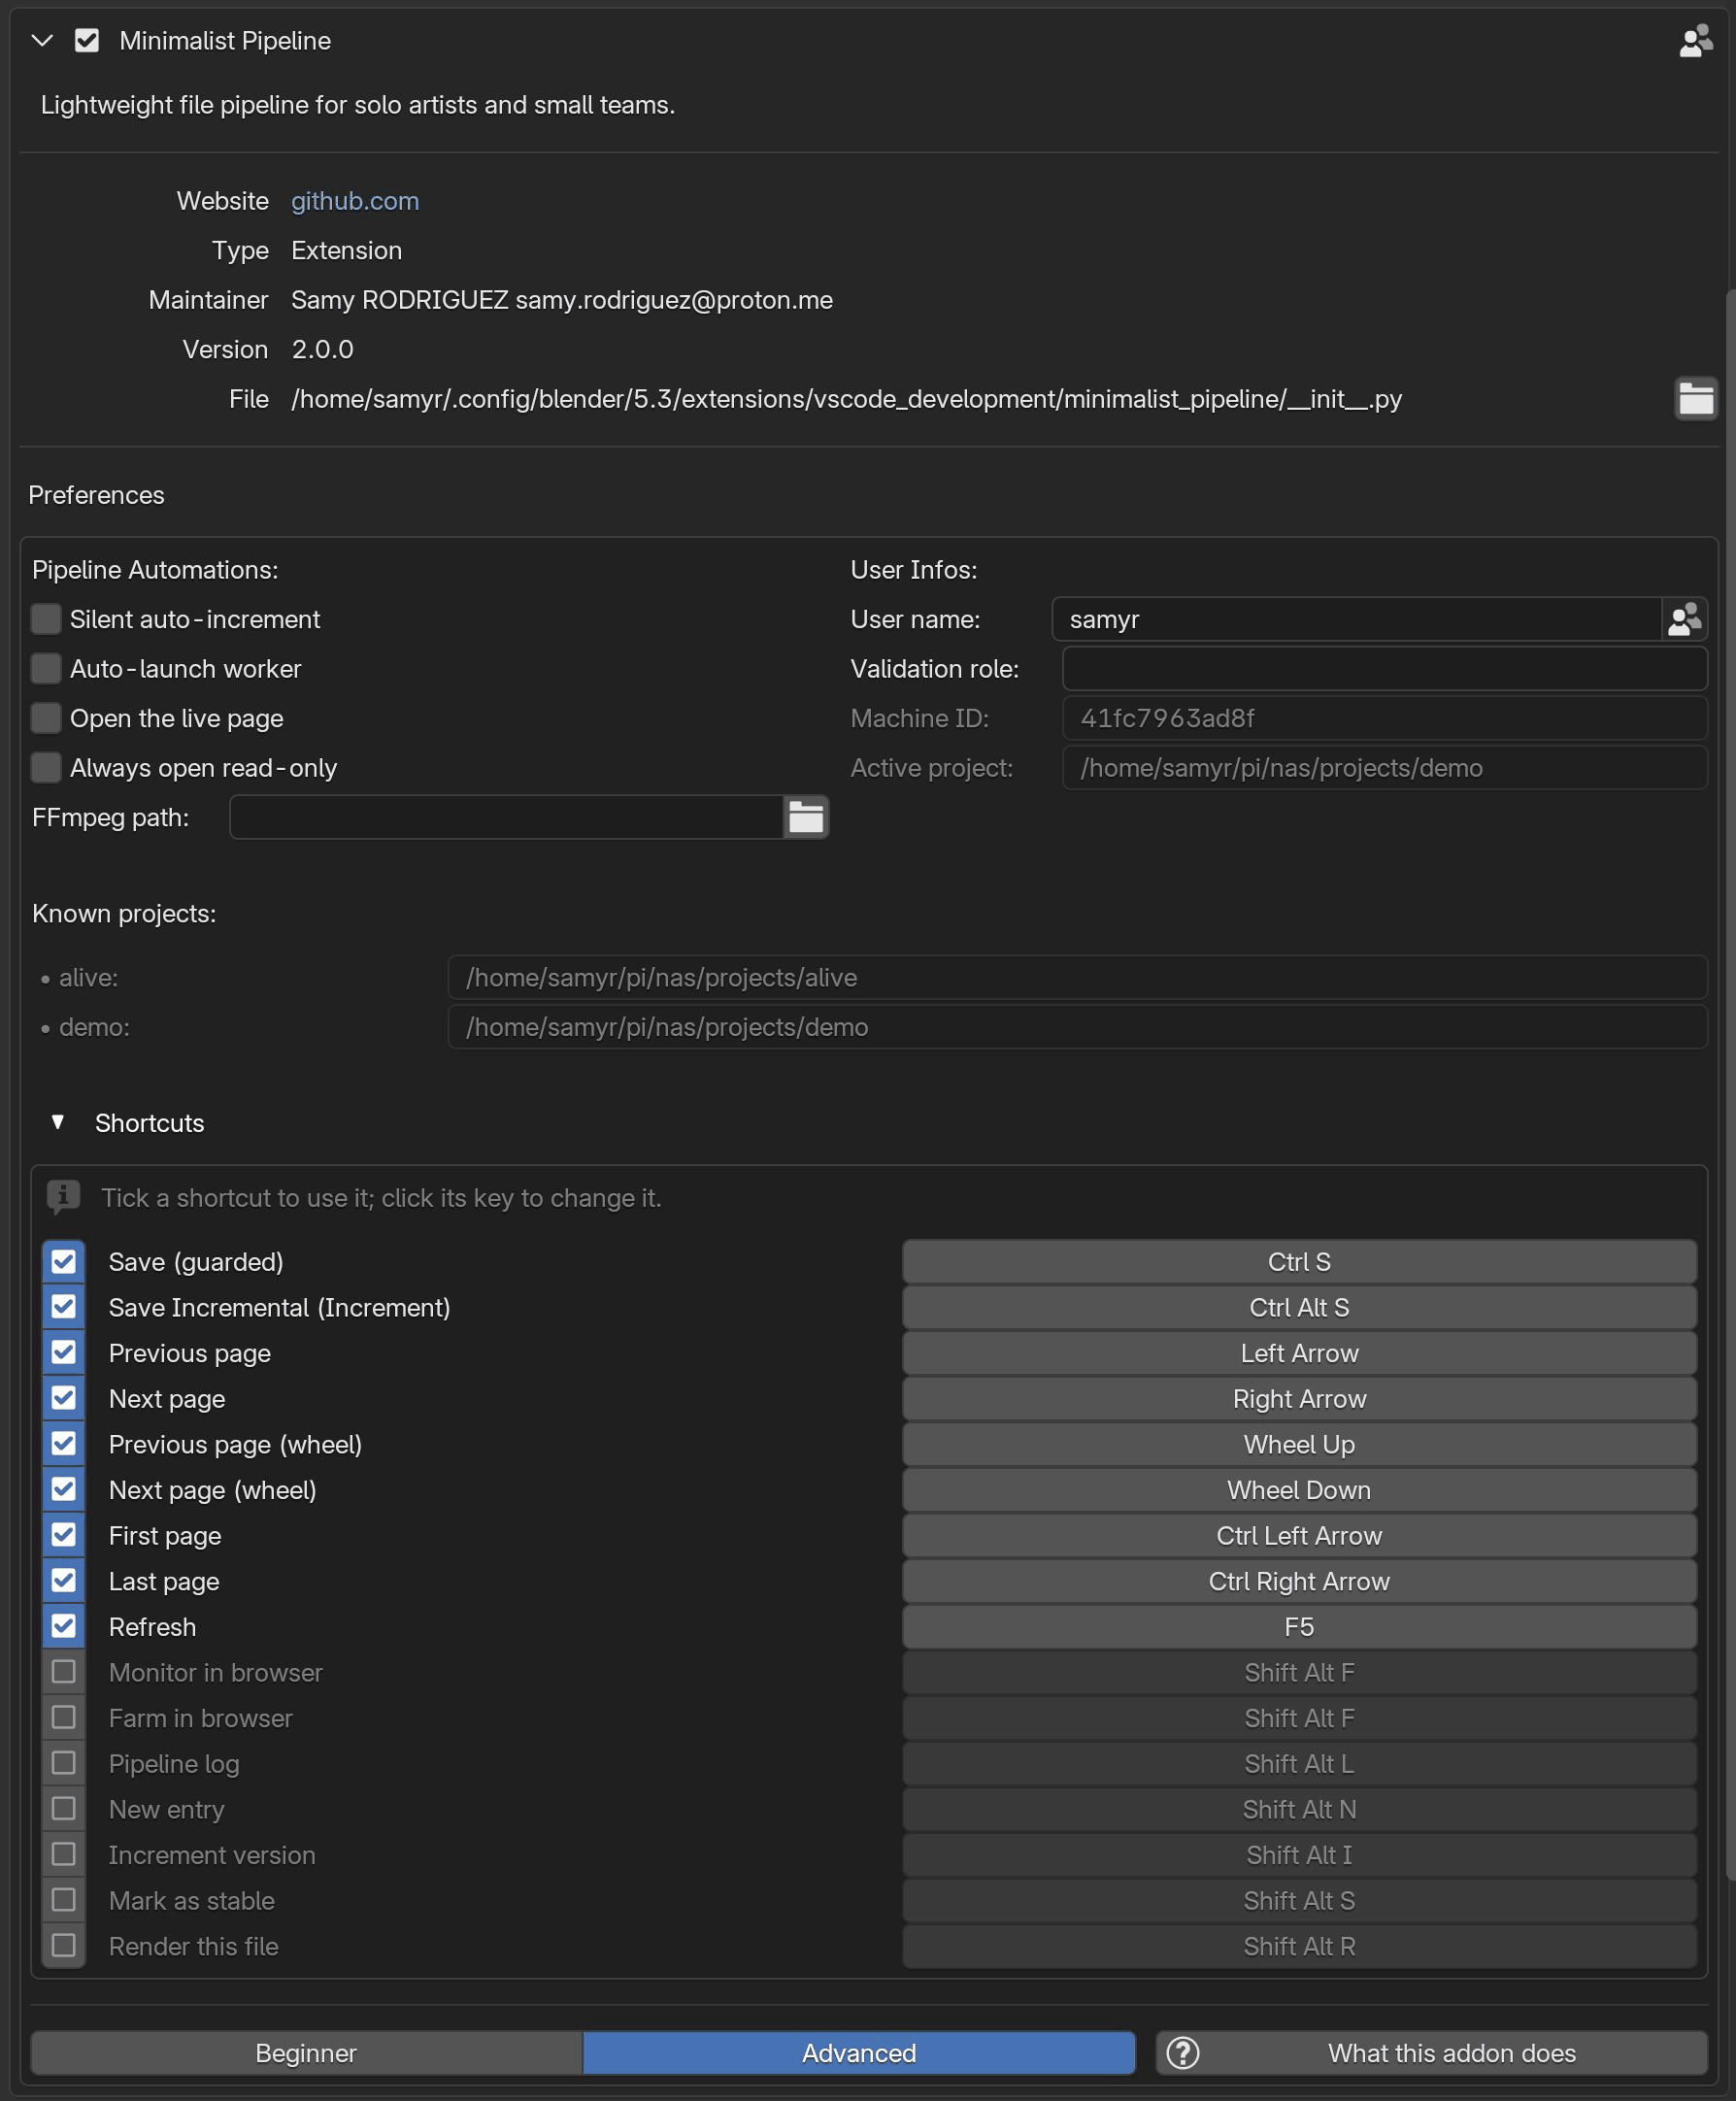 Minimalist Pipeline
Lightweight file pipeline for solo artists and small teams.
Website github.com
Type Extension
Maintainer Samy RODRIGUEZ samy.rodriguez@proton.me
Version 2.0.0
File /home/samyr/.config/blender/5.3/extensions/vscode_development/minimalist_pipeline/__init__.py
Preferences
Pipeline Automations:
Silent auto-increment
Auto-launch worker
Open the live page
Always open read-only
FFmpeg path:
User Infos:
User name: samyr
Validation role:
Machine ID: 41fc7963ad8f
Active project: /home/samyr/pi/nas/projects/demo
Known projects:
• alive: /home/samyr/pi/nas/projects/alive
• demo: /home/samyr/pi/nas/projects/demo
Shortcuts
Tick a shortcut to use it; click its key to change it.
Save (guarded) Ctrl S
Save Incremental (Increment) Ctrl Alt S
Previous page Left Arrow
Next page Right Arrow
Previous page (wheel) Wheel Up
Next page (wheel) Wheel Down
First page Ctrl Left Arrow
Last page Ctrl Right Arrow
Refresh F5
Monitor in browser Shift Alt F
Farm in browser Shift Alt F
Pipeline log Shift Alt L
New entry Shift Alt N
Increment version Shift Alt I
Mark as stable Shift Alt S
Render this file Shift Alt R
Beginner Advanced What this addon does